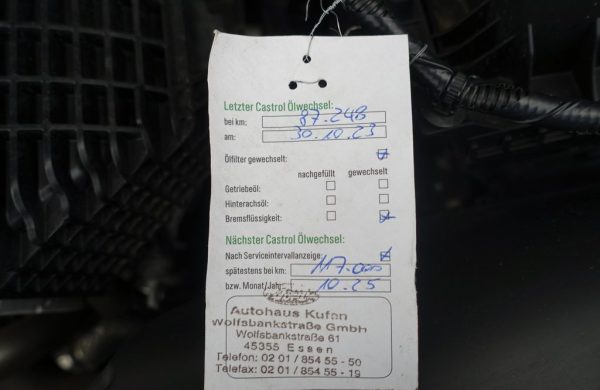 Letzter Castrol Ölwechsel:
bei km: 87.248
am: 30.10.23
Ölfilter gewechselt:
nachgefüllt gewechselt
Getriebeöl:
Hinterachsöl:
Bremsflüssigkeit:
Nächster Castrol Ölwechsel:
Nach Serviceintervallanzeige:
spätestens bei km: 117.000
bzw. Monat/Jahr: 10.25
Autohaus Kufen
Wolfsbankstraße GmbH
Wolfsbankstraße 61
45355 Essen
Telefon: 02 01 / 854 55 - 50
Telefax: 02 01 / 854 55 - 19